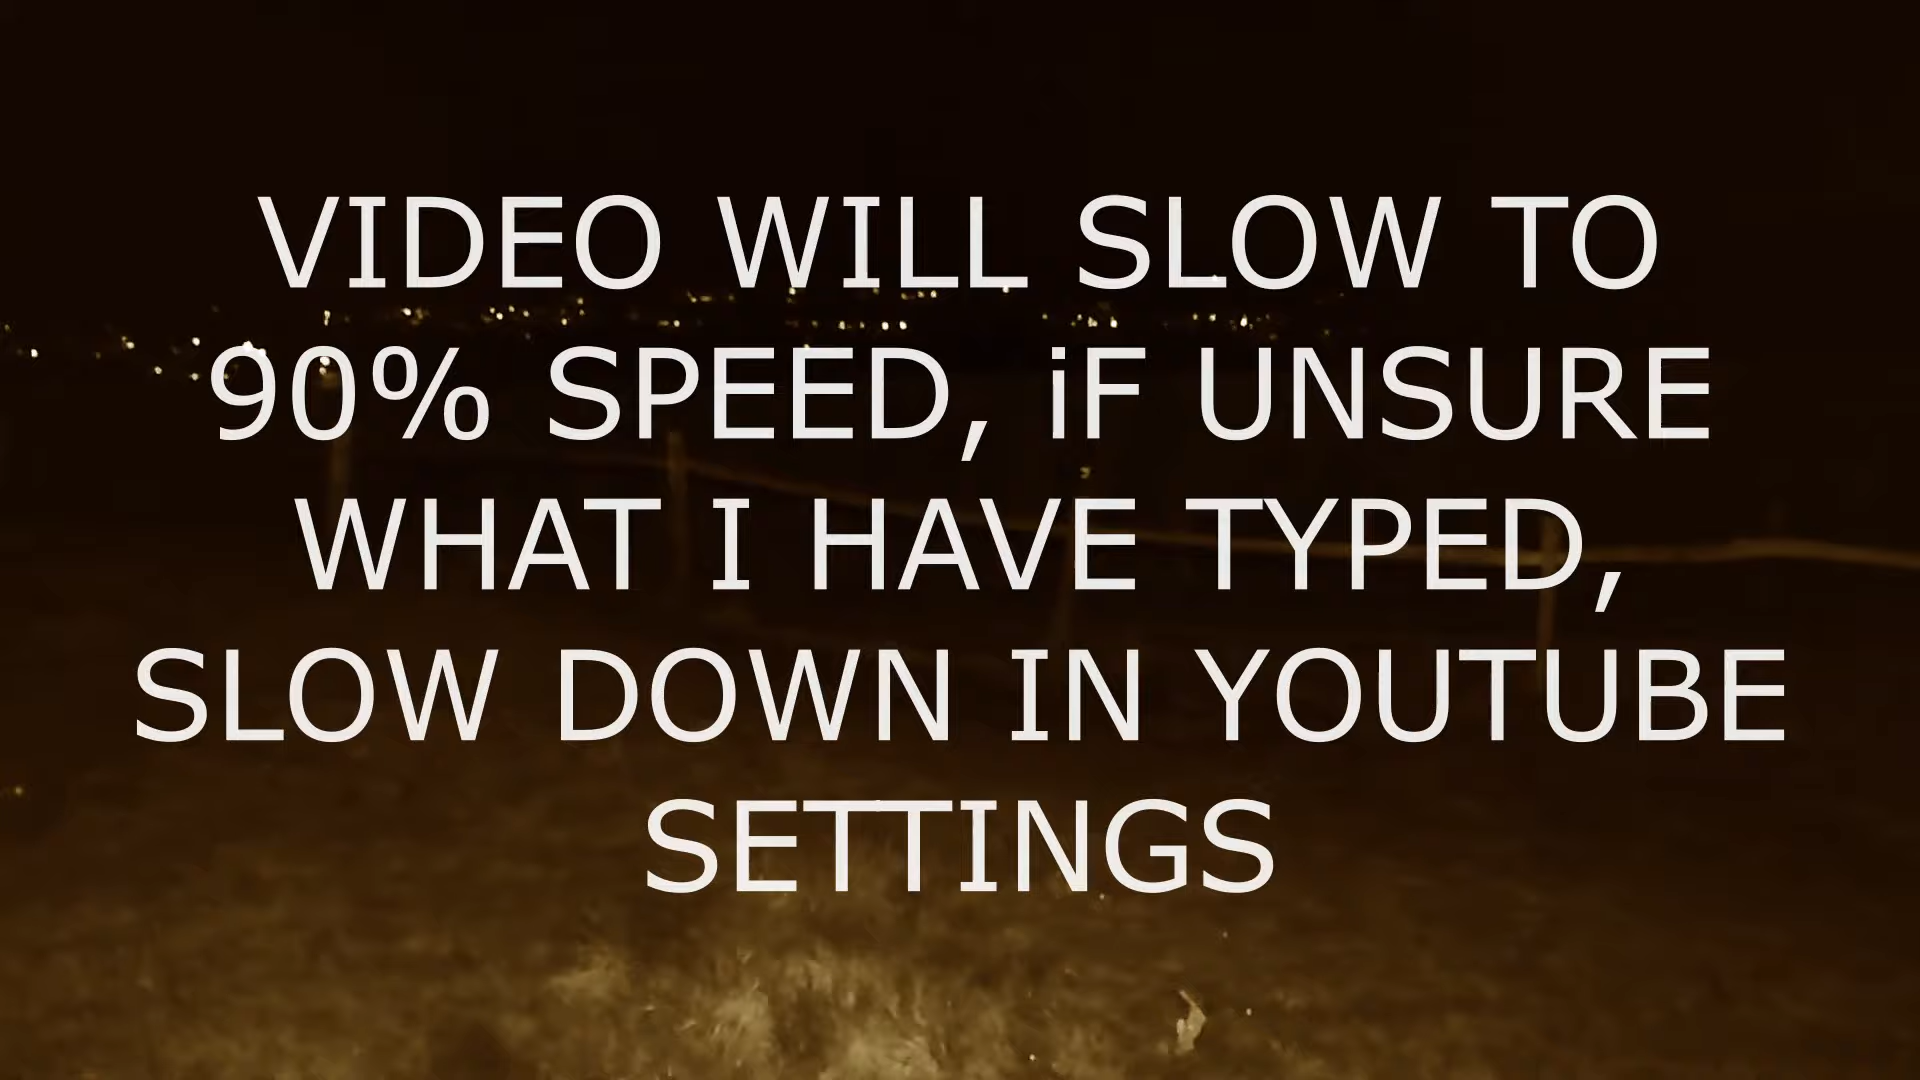 VIDEO WILL SLOW TO
90% SPEED, iF UNSURE
WHAT I HAVE TYPED,
SLOW DOWN IN YOUTUBE
SETTINGS